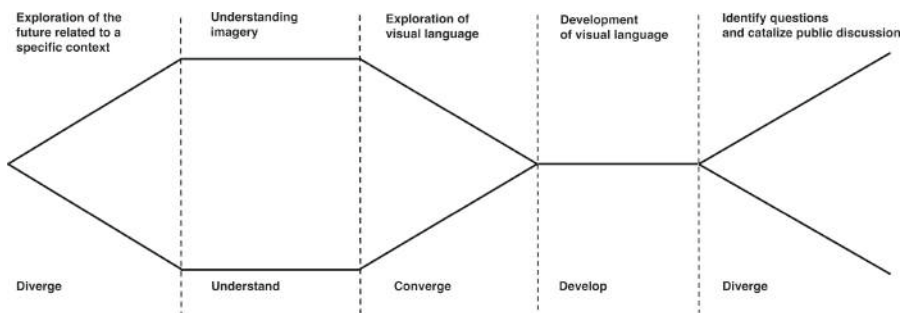 Exploration of the
future related to a
specific context
Understanding
imagery
Exploration of
visual language
Development
of visual language
Identify questions
and catalize public discussion
Diverge
Understand
Converge
Develop
Diverge